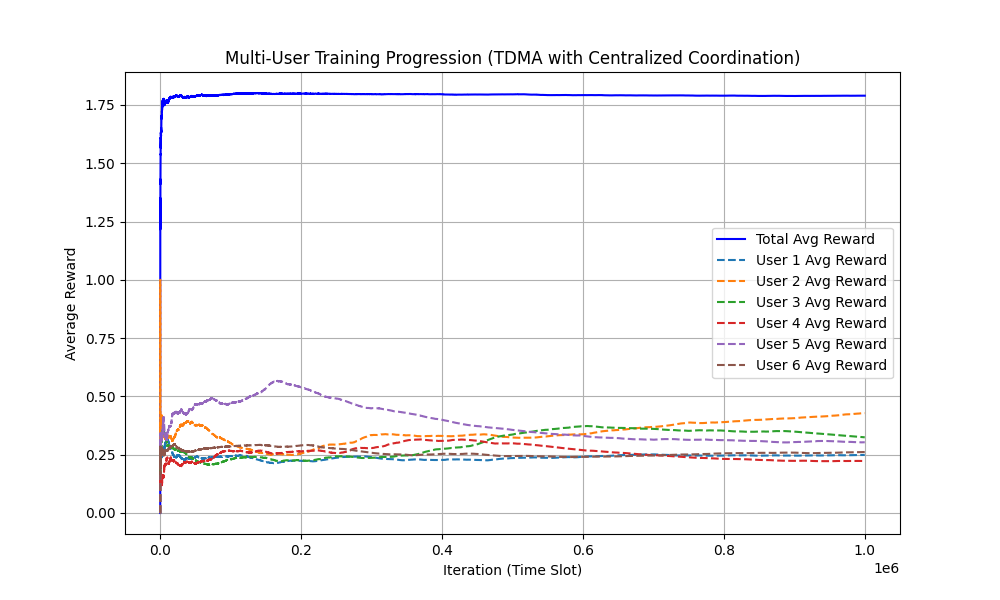 Multi-User Training Progression (TDMA with Centralized Coordination)
Average Reward
1.75
1.50
1.25
1.00
0.75
0.50
0.25
0.00
Total Avg Reward
User 1 Avg Reward
User 2 Avg Reward
User 3 Avg Reward
User 4 Avg Reward
User 5 Avg Reward
User 6 Avg Reward
0.0 0.2 0.4 0.6 0.8 1.0
1e6
Iteration (Time Slot)